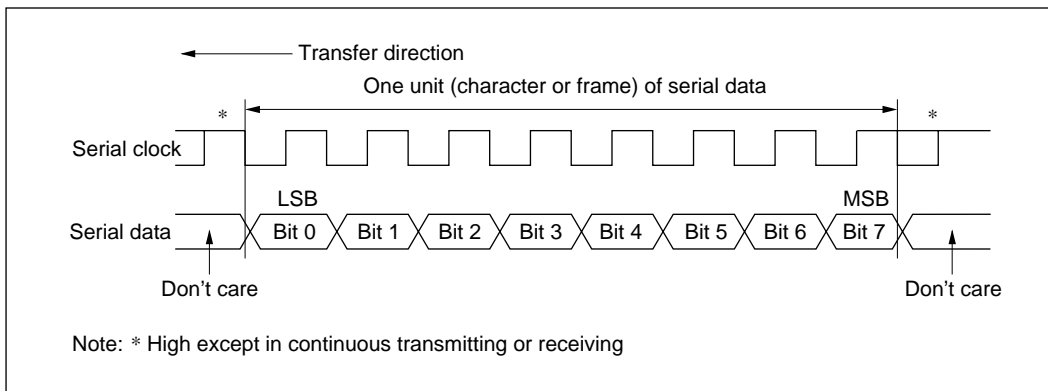 Transfer direction
One unit (character or frame) of serial data
* *
Serial clock
LSB MSB
Serial data Bit 0 Bit 1 Bit 2 Bit 3 Bit 4 Bit 5 Bit 6 Bit 7
Don’t care Don’t care
Note: * High except in continuous transmitting or receiving